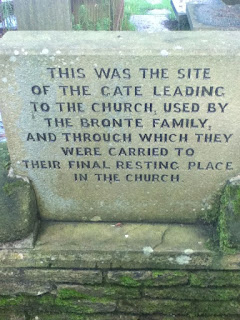 THIS WAS THE SITE
OF THE GATE LEADING
TO THE CHURCH, USED BY
THE BRONTE FAMILY,
AND THROUGH WHICH THEY
WERE CARRIED TO
THEIR FINAL RESTING PLACE
IN THE CHURCH